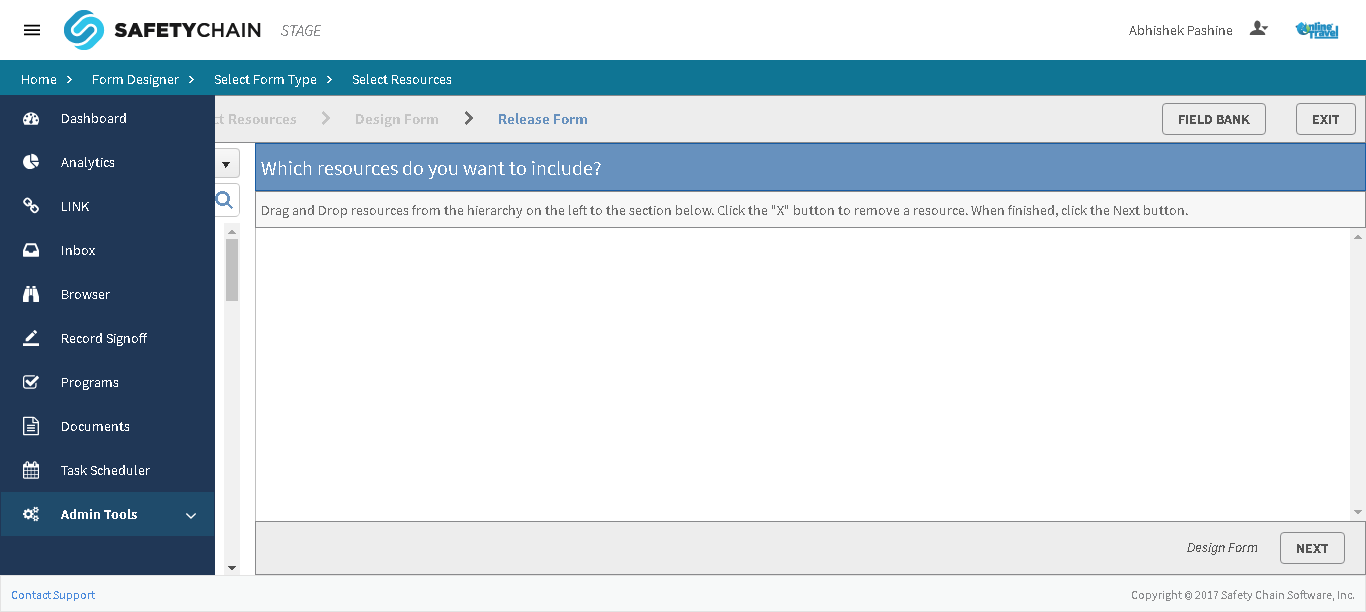 SAFETYCHAIN STAGE
Abhishek Pashine
Online Travel
Home > Form Designer > Select Form Type > Select Resources
Dashboard
Analytics
LINK
Inbox
Browser
Record Signoff
Programs
Documents
Task Scheduler
Admin Tools
ct Resources > Design Form > Release Form
FIELD BANK
EXIT
Which resources do you want to include?
Drag and Drop resources from the hierarchy on the left to the section below. Click the "X" button to remove a resource. When finished, click the Next button.
Design Form
NEXT
Contact Support
Copyright © 2017 Safety Chain Software, Inc.